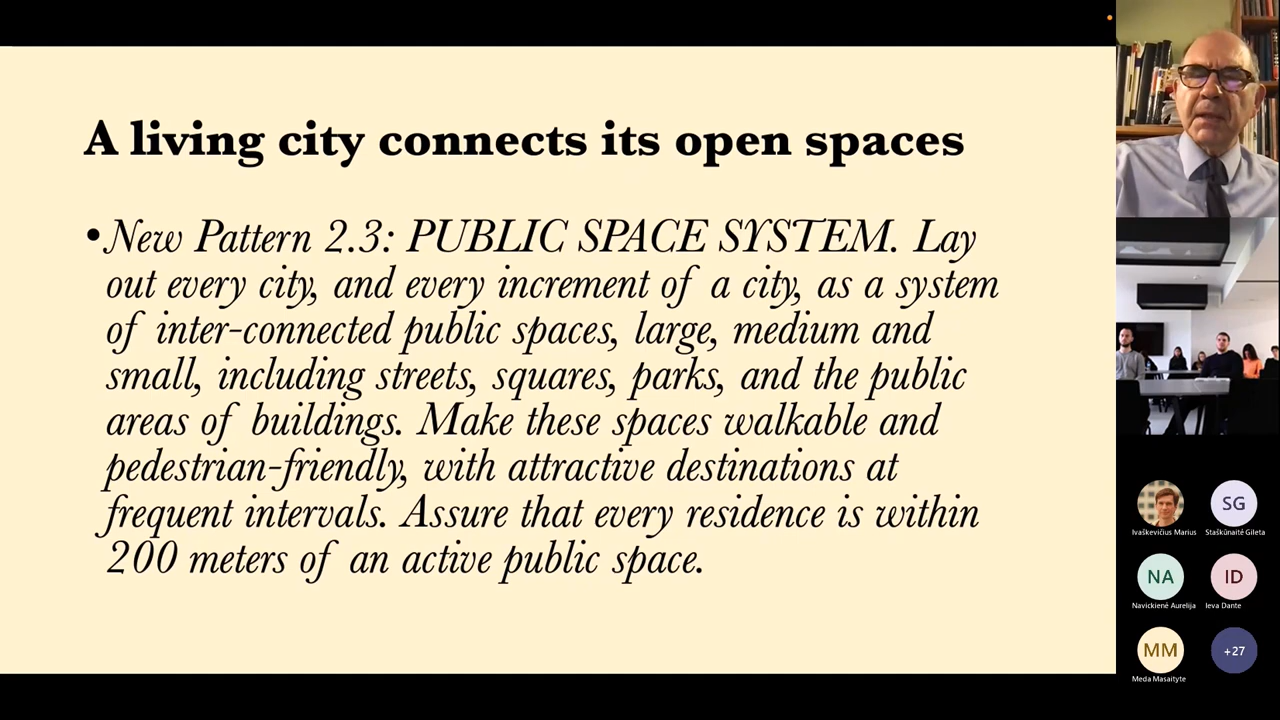 A living city connects its open spaces
•New Pattern 2.3: PUBLIC SPACE SYSTEM. Lay
out every city, and every increment of a city, as a system
of inter-connected public spaces, large, medium and
small, including streets, squares, parks, and the public
areas of buildings. Make these spaces walkable and
pedestrian-friendly, with attractive destinations at
frequent intervals. Assure that every residence is within
200 meters of an active public space.
Ivaškevičius Marius
SG
Staškūnaitė Gileta
NA
Navickienė Aurelija
ID
Ieva Dante
MM
Meda Masaityte
+27